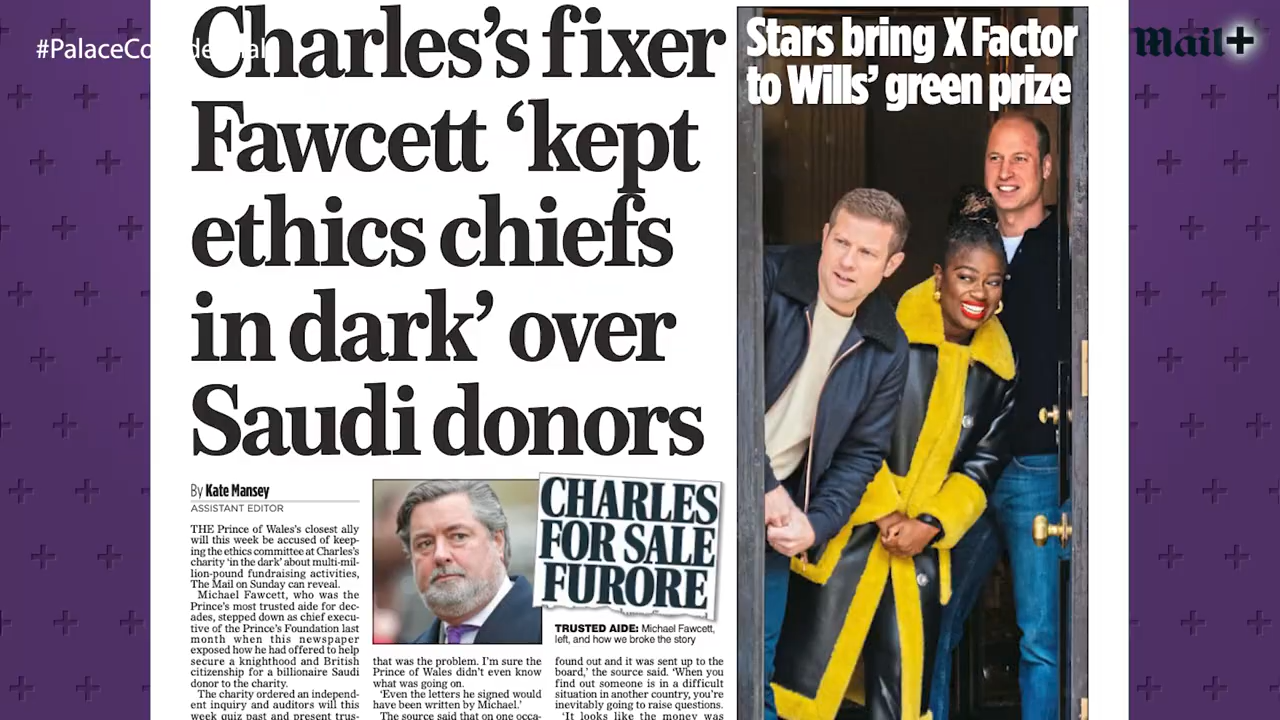 #PalaceCo
Mail+
Charles's fixer
Fawcett 'kept
ethics chiefs
in dark' over
Saudi donors
By Kate Mansey
ASSISTANT EDITOR
THE Prince of Wales's closest ally
will this week be accused of keep-
ing the ethics committee at Charles's
charity 'in the dark' about multi-mil-
lion-pound fundraising activities,
The Mail on Sunday can reveal.
Michael Fawcett, who was the
Prince's most trusted aide for dec-
ades, stepped down as chief execu-
tive of the Prince's Foundation last
month when this newspaper
exposed how he had offered to help
secure a knighthood and British
citizenship for a billionaire Saudi
donor to the charity.
The charity ordered an independ-
ent inquiry and auditors will this
week quiz past and present trus-
that was the problem. I'm sure the
Prince of Wales didn't even know
what was going on.
'Even the letters he signed would
have been written by Michael.'
The source said that on one occa-
CHARLES
FOR SALE
FURORE
TRUSTED AIDE: Michael Fawcett,
left, and how we broke the story
found out and it was sent up to the
board,' the source said. 'When you
find out someone is in a difficult
situation in another country, you're
inevitably going to raise questions.
'It looks like the money was
Stars bring X Factor
to Wills' green prize